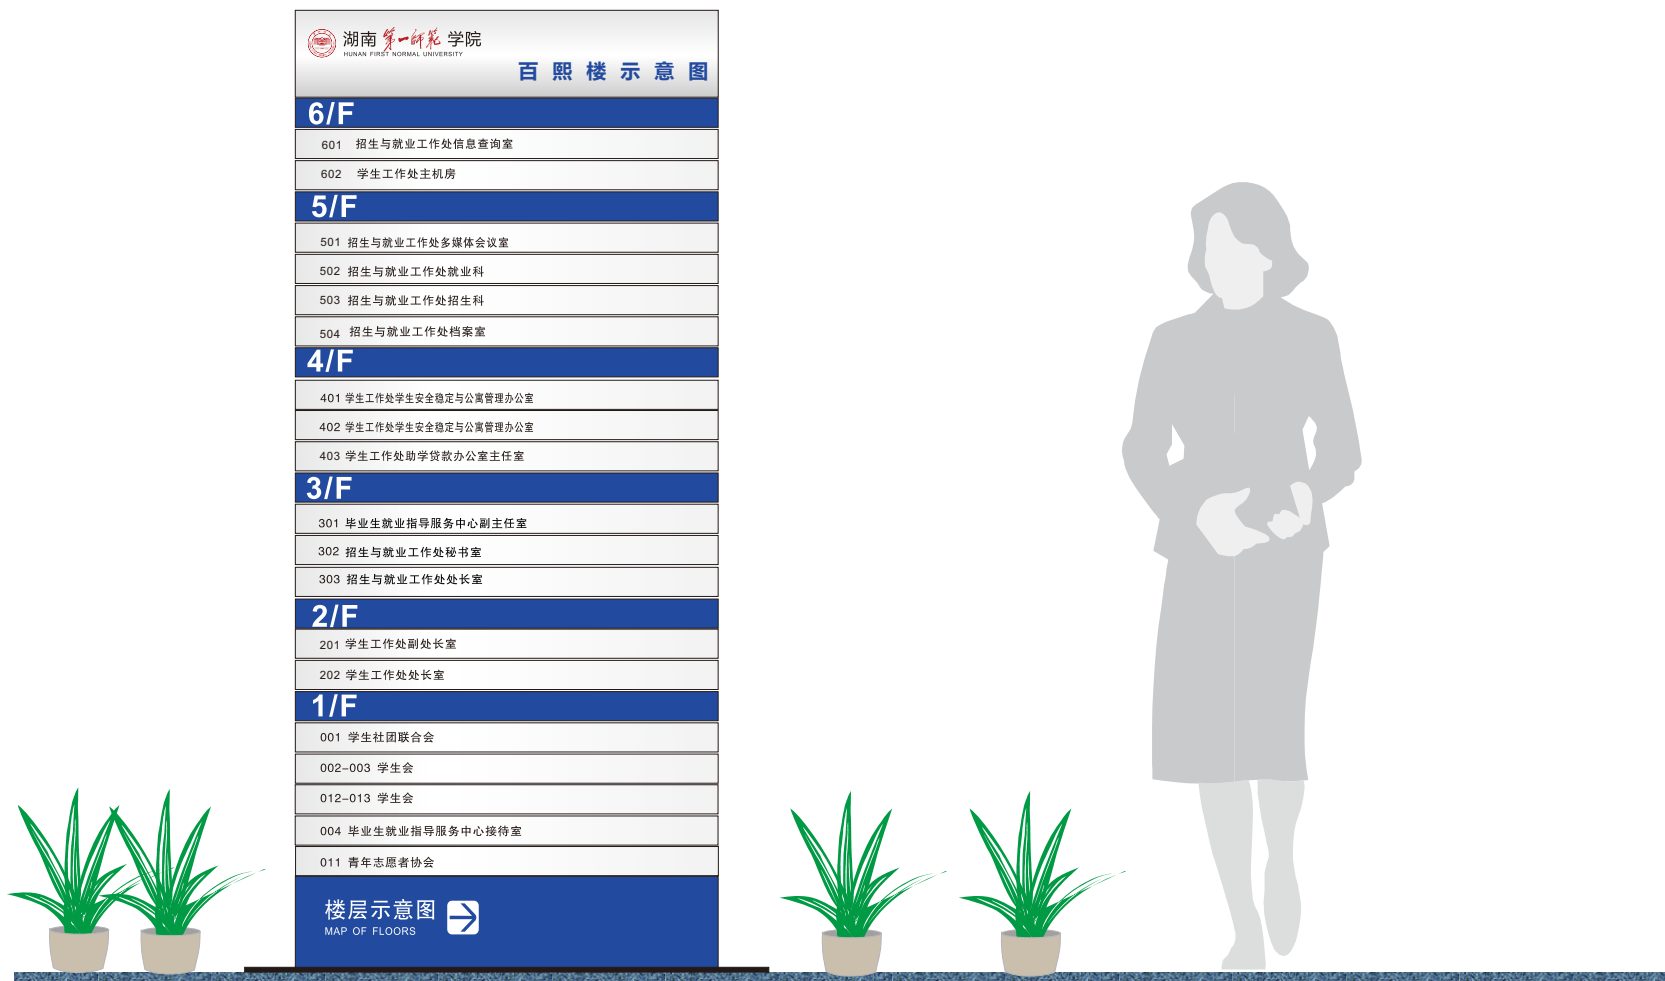 湖南第一师范学院
HUNAN FIRST NORMAL UNIVERSITY
百熙楼示意图
6/F
601 招生与就业工作处信息查询室
602 学生工作处主机房
5/F
501 招生与就业工作处多媒体会议室
502 招生与就业工作处就业科
503 招生与就业工作处招生科
504 招生与就业工作处档案室
4/F
401 学生工作处学生安全稳定与公寓管理办公室
402 学生工作处学生安全稳定与公寓管理办公室
403 学生工作处助学贷款办公室主任室
3/F
301 毕业生就业指导服务中心副主任室
302 招生与就业工作处秘书室
303 招生与就业工作处处长室
2/F
201 学生工作处副处长室
202 学生工作处处长室
1/F
001 学生社团联合会
002-003 学生会
012-013 学生会
004 毕业生就业指导服务中心接待室
011 青年志愿者协会
楼层示意图
MAP OF FLOORS